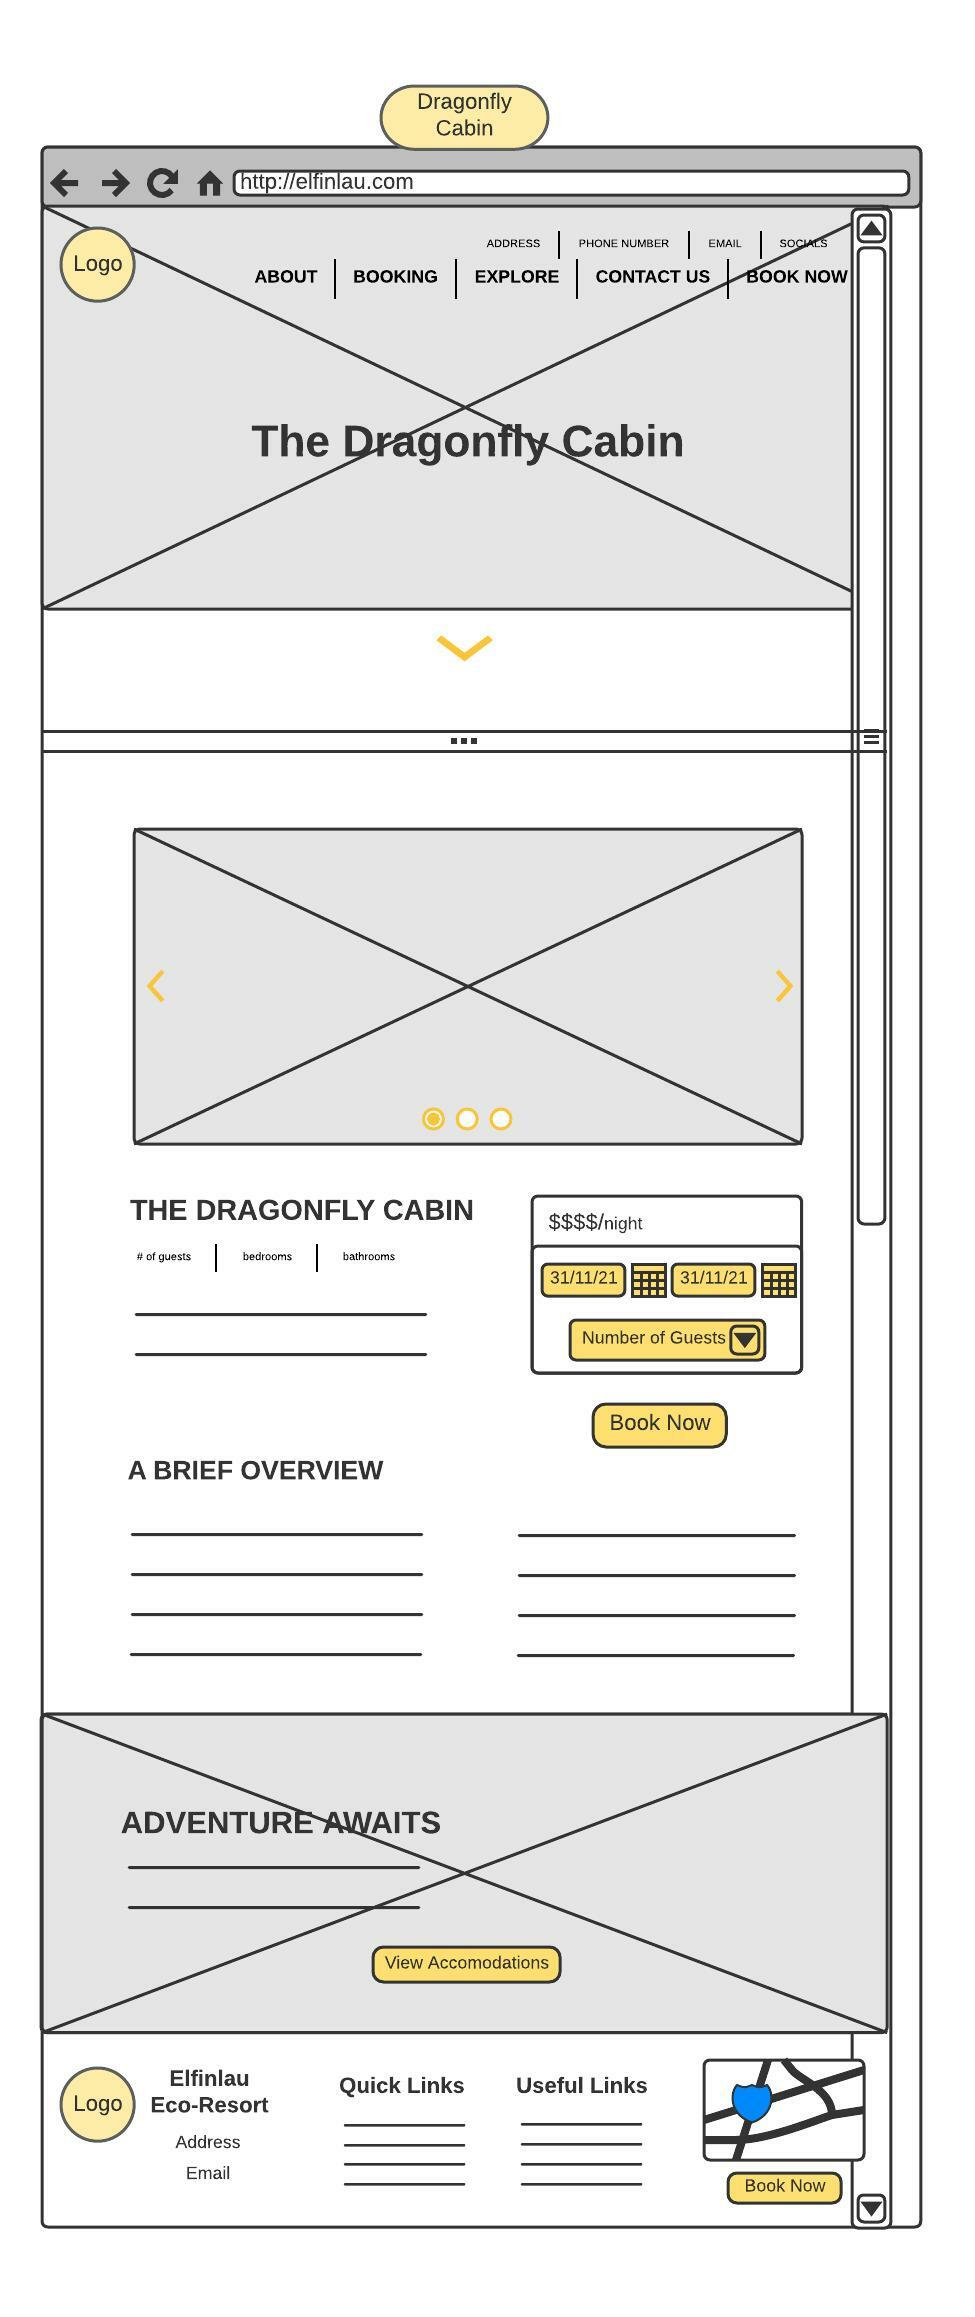 Dragonfly
Cabin
http://elfinlau.com
Logo
ADDRESS PHONE NUMBER EMAIL SOCIALS
ABOUT BOOKING EXPLORE CONTACT US BOOK NOW
The Dragonfly Cabin
THE DRAGONFLY CABIN
# of guests bedrooms bathrooms
$$$$/night
31/11/21 31/11/21
Number of Guests
Book Now
A BRIEF OVERVIEW
ADVENTURE AWAITS
View Accomodations
Logo
Elfinlau
Eco-Resort
Address
Email
Quick Links
Useful Links
Book Now